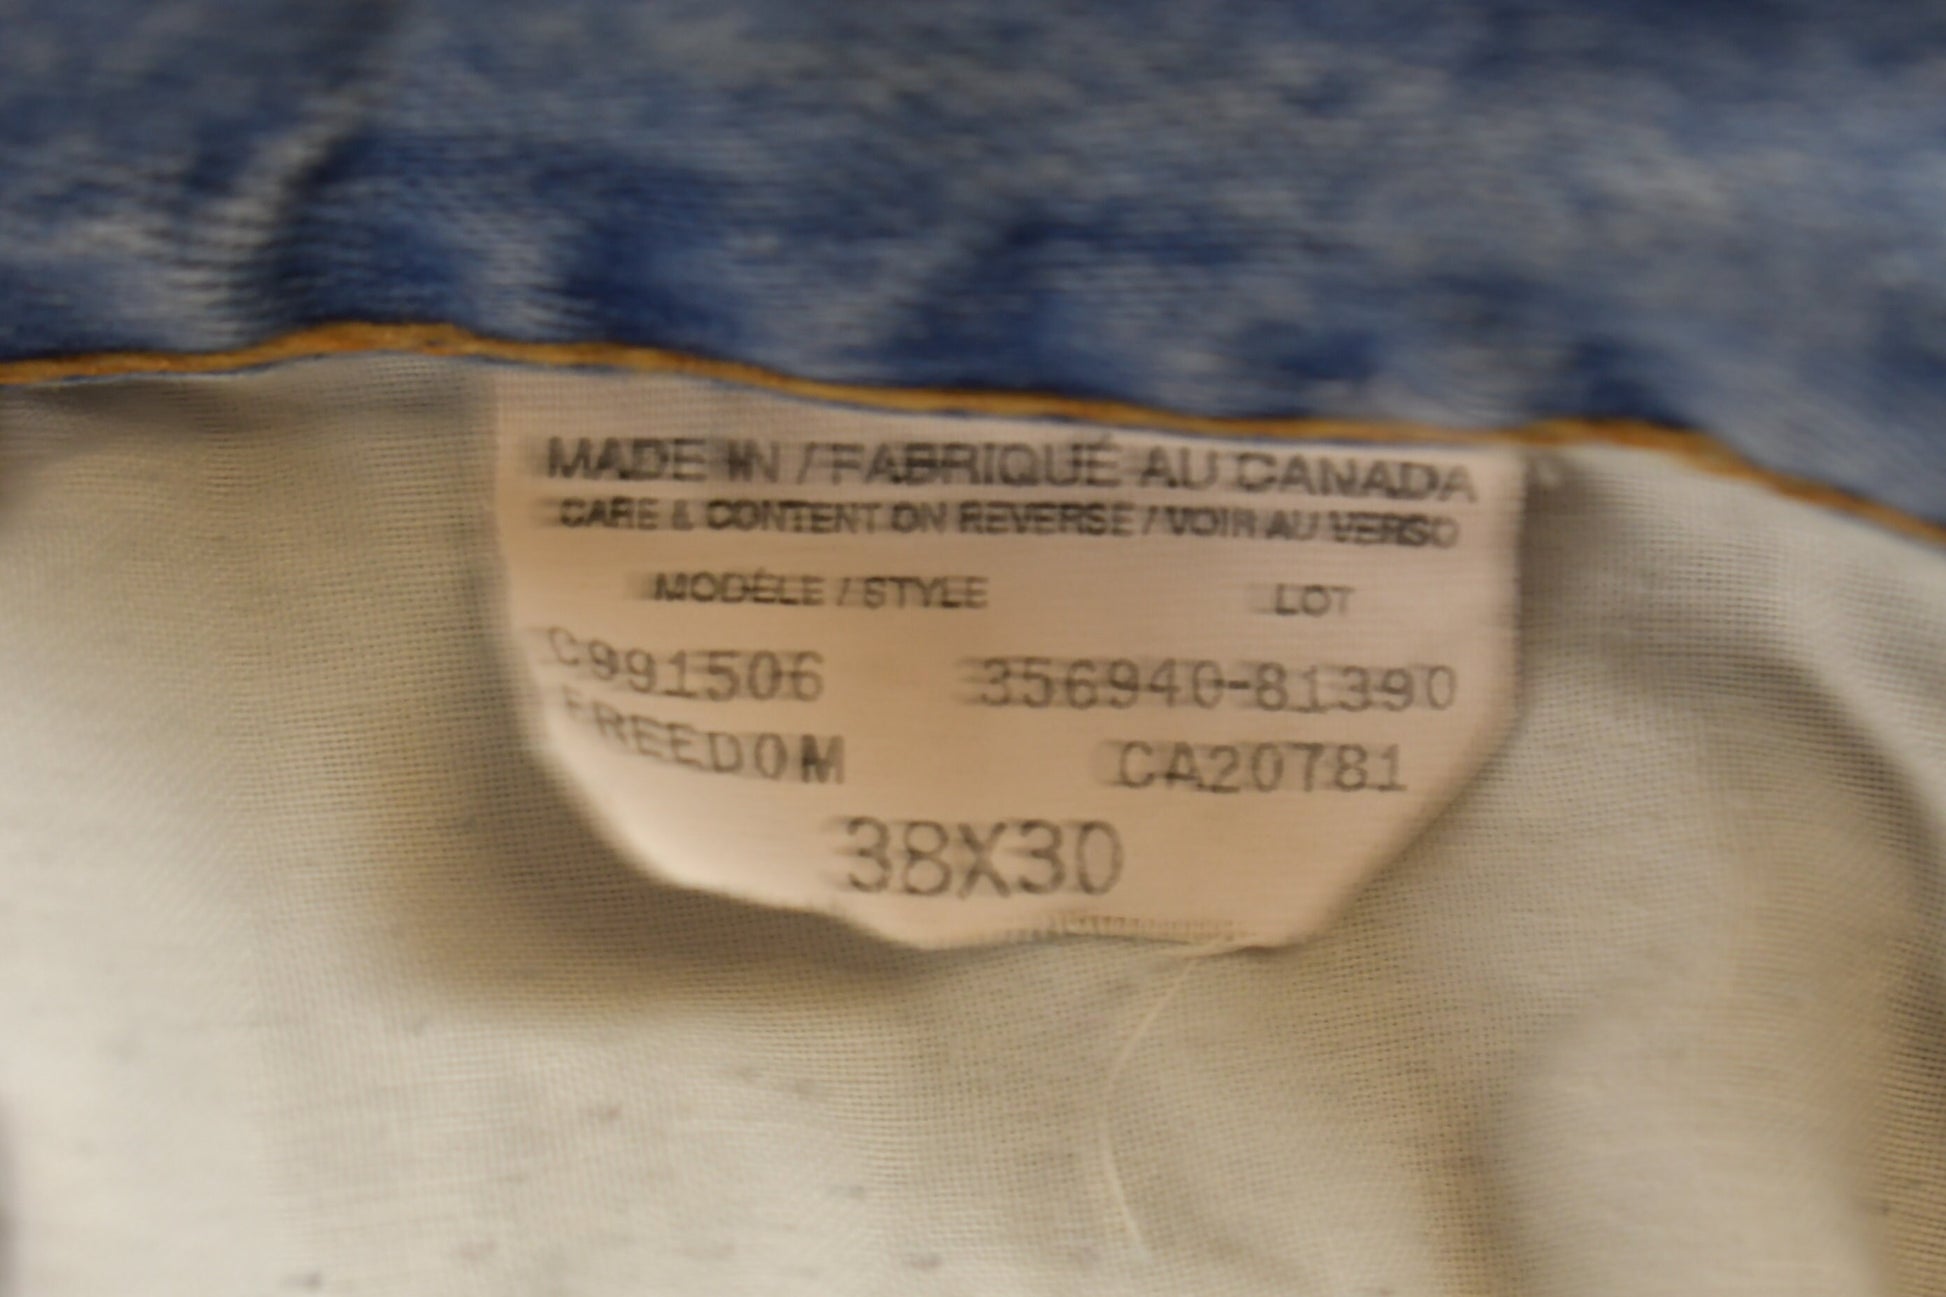 MADE IN / FABRIQUÉ AU CANADA
CARE & CONTENT ON REVERSE / VOIR AU VERSO
MODÈLE / STYLE LOT
C991506 356940-81390
FREEDOM CA20781
38X30